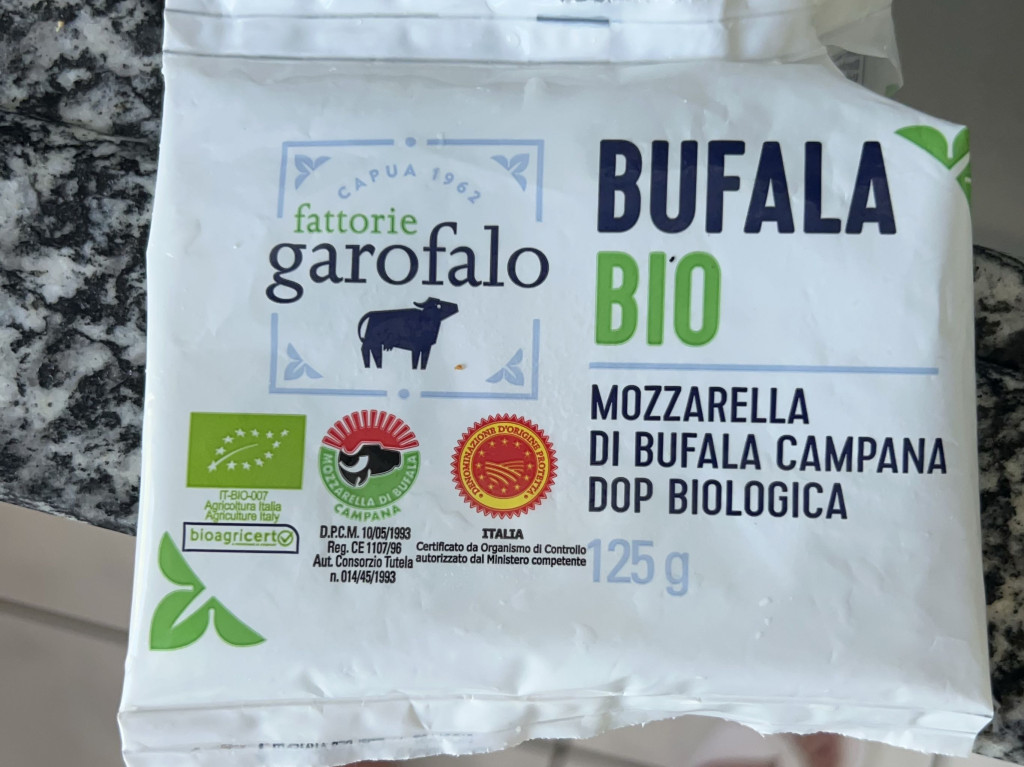 CAPUA 1962
fattorie
garofalo
BUFALA
BIO
MOZZARELLA
DI BUFALA CAMPANA
DOP BIOLOGICA
125 g
IT-BIO-007
Agricoltura Italia
Agriculture Italy
bioagricert
MOZZARELLA DI BUFALA
CAMPANA
D.P.C.M. 10/05/1993
Reg. CE 1107/96
Aut. Consorzio Tutela
n. 014/45/1993
DENOMINAZIONE D'ORIGINE PROTETTA
ITALIA
Certificato da Organismo di Controllo
autorizzato dal Ministero competente